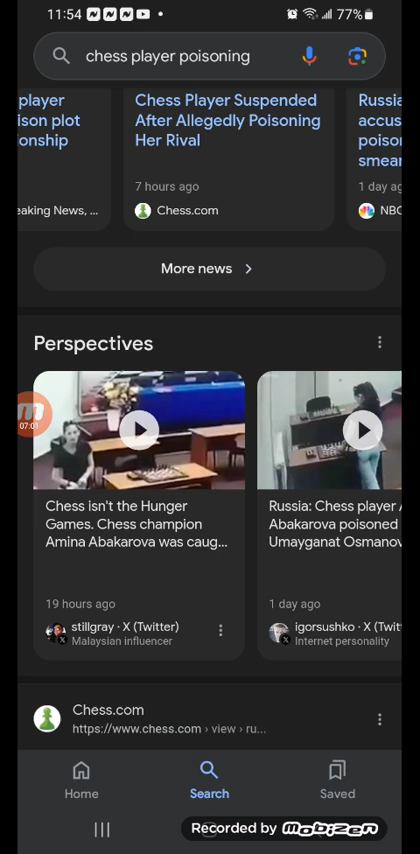 11:54
77%
chess player poisoning
player
ison plot
onship
eaking News, ...
Chess Player Suspended
After Allegedly Poisoning
Her Rival
7 hours ago
Chess.com
Russia
accus
poison
smear
1 day ag
NBC
More news
Perspectives
07:01
Chess isn't the Hunger
Games. Chess champion
Amina Abakarova was caug...
19 hours ago
stillgray · X (Twitter)
Malaysian influencer
Russia: Chess player A
Abakarova poisoned
Umayganat Osmanov
1 day ago
igorsushko · X (Twit
Internet personality
Chess.com
https://www.chess.com › view › ru...
Home
Search
Saved
Recorded by MOBIZEN